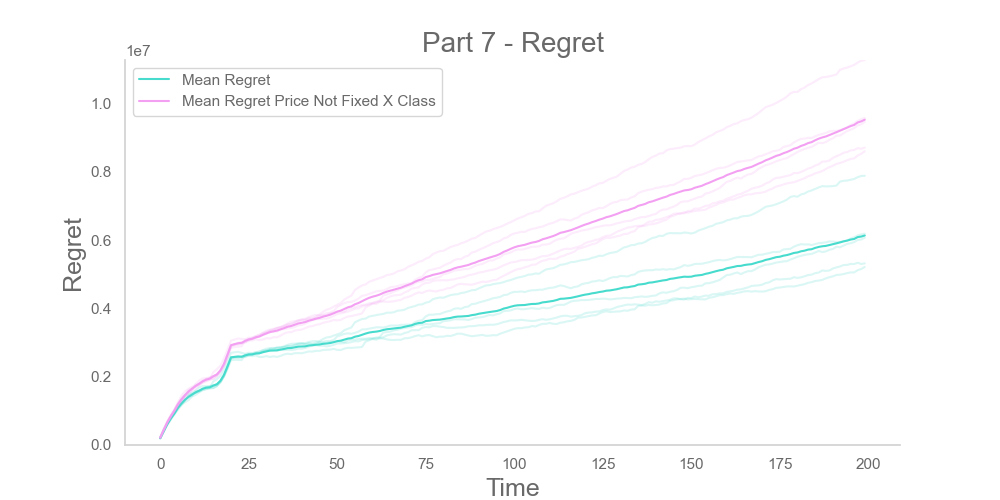 Part 7 - Regret
1e7
Mean Regret
Mean Regret Price Not Fixed X Class
1.0
0.8
0.6
0.4
0.2
0.0
Regret
0 25 50 75 100 125 150 175 200
Time